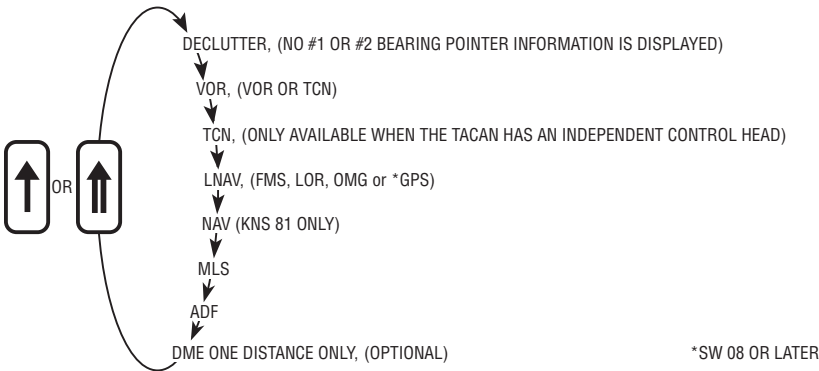 DECLUTTER, (NO #1 OR #2 BEARING POINTER INFORMATION IS DISPLAYED)
VOR, (VOR OR TCN)
TCN, (ONLY AVAILABLE WHEN THE TACAN HAS AN INDEPENDENT CONTROL HEAD)
OR
LNAV, (FMS, LOR, OMG or *GPS)
NAV (KNS 81 ONLY)
MLS
ADF
DME ONE DISTANCE ONLY, (OPTIONAL)
*SW 08 OR LATER